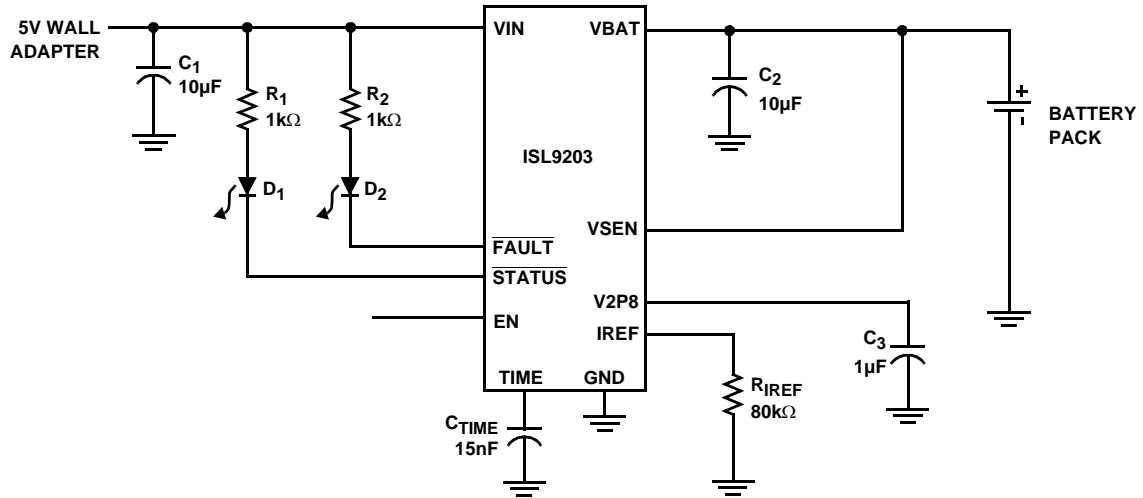 5V WALL
ADAPTER
C1
10µF
R1
1kΩ
R2
1kΩ
D1
D2
VIN
VBAT
ISL9203
FAULT
STATUS
EN
TIME
GND
VSEN
V2P8
IREF
C2
10µF
+
-
BATTERY
PACK
C3
1µF
RIREF
80kΩ
CTIME
15nF